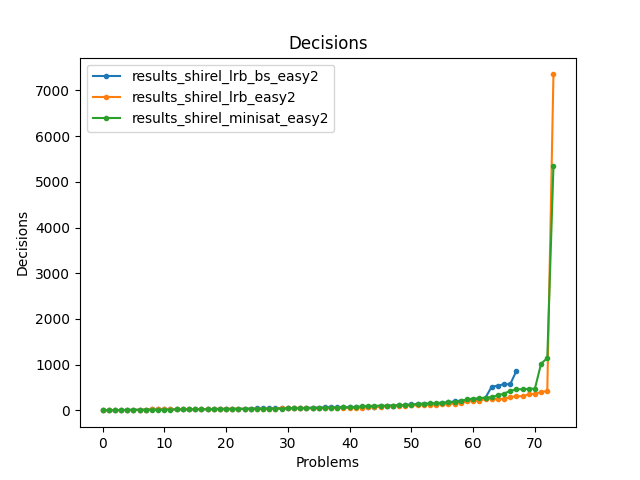 Decisions
results_shirel_lrb_bs_easy2
results_shirel_lrb_easy2
results_shirel_minisat_easy2
7000
6000
5000
4000
3000
2000
1000
0
Decisions
0 10 20 30 40 50 60 70
Problems